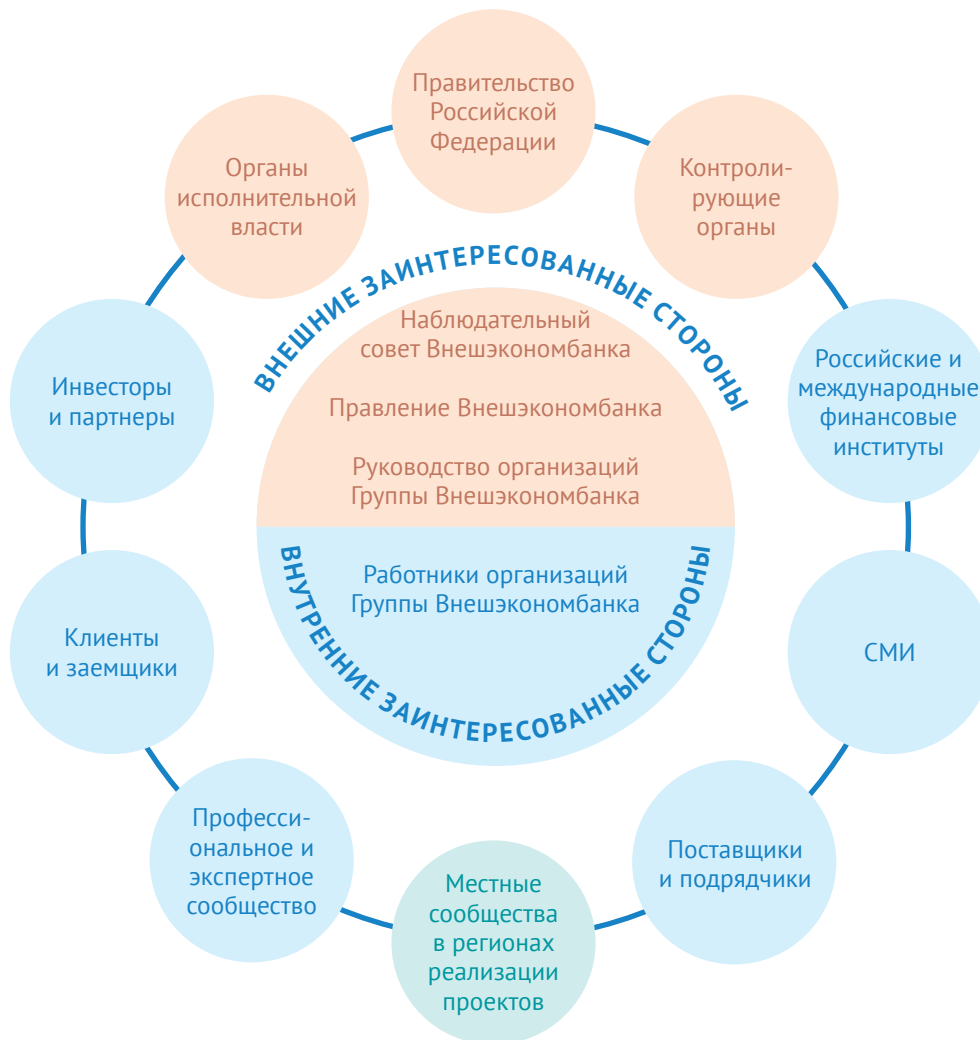 Правительство
Российской
Федерации
Органы
исполнительной
власти
Контроли-
рующие
органы
ВНЕШНИЕ ЗАИНТЕРЕСОВАННЫЕ СТОРОНЫ
Наблюдательный
совет Внешэкономбанка
Правление Внешэкономбанка
Руководство организаций
Группы Внешэкономбанка
Инвесторы
и партнеры
Российские и
международные
финансовые
институты
Работники организаций
Группы Внешэкономбанка
ВНУТРЕННИЕ ЗАИНТЕРЕСОВАННЫЕ СТОРОНЫ
Клиенты
и заемщики
СМИ
Професси-
ональное и
экспертное
сообщество
Поставщики
и подрядчики
Местные
сообщества
в регионах
реализации
проектов